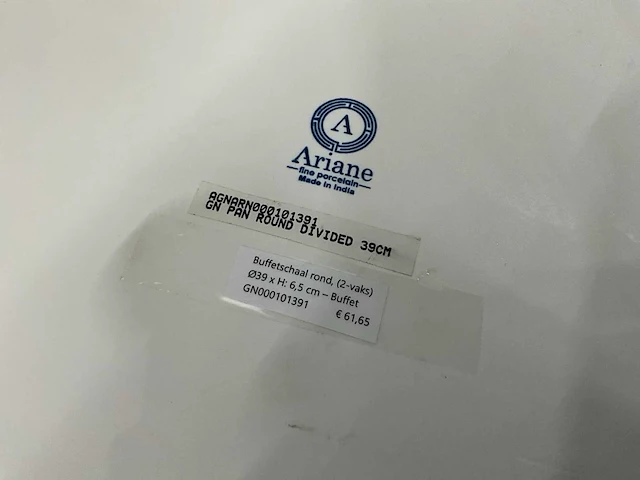 A
Ariane
fine porcelain
Made in India
AGNARN000101391
GN PAN ROUND DIVIDED 39CM
Buffetschaal rond, (2-vaks)
Ø39 x H: 6,5 cm – Buffet
GN000101391 € 61,65